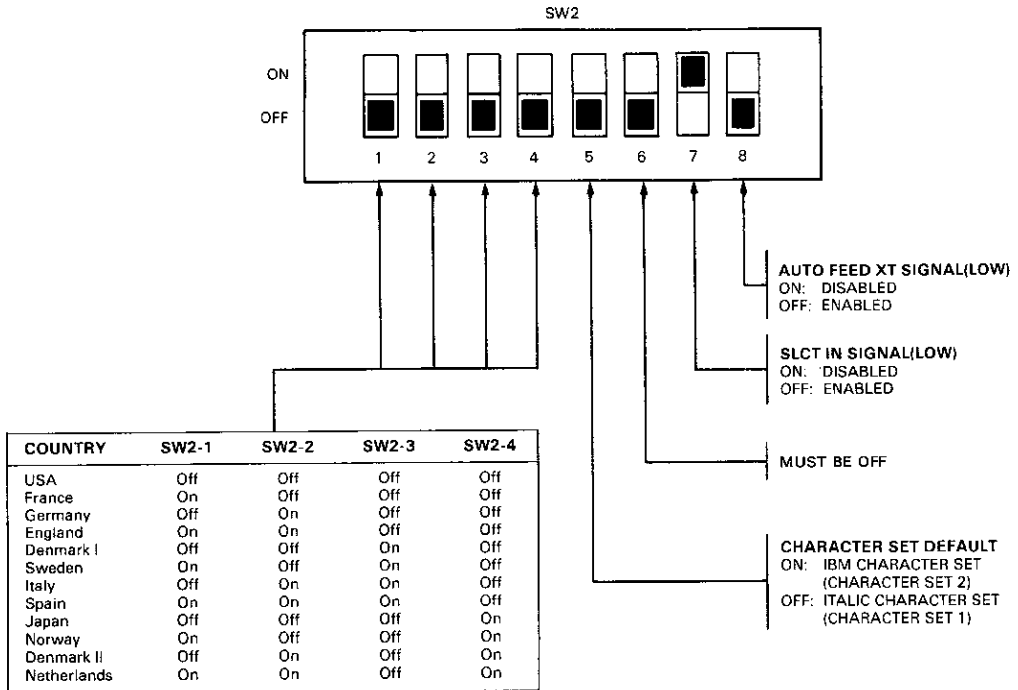 SW2
ON
OFF
1 2 3 4 5 6 7 8
AUTO FEED XT SIGNAL(LOW)
ON: DISABLED
OFF: ENABLED
SLCT IN SIGNAL(LOW)
ON: DISABLED
OFF: ENABLED
MUST BE OFF
CHARACTER SET DEFAULT
ON: IBM CHARACTER SET
(CHARACTER SET 2)
OFF: ITALIC CHARACTER SET
(CHARACTER SET 1)
COUNTRY SW2-1 SW2-2 SW2-3 SW2-4
USA Off Off Off Off
France On Off Off Off
Germany Off On Off Off
England On On Off Off
Denmark I Off Off On Off
Sweden On Off On Off
Italy Off On On Off
Spain On On On Off
Japan Off Off Off On
Norway On Off Off On
Denmark II Off On Off On
Netherlands On On Off On